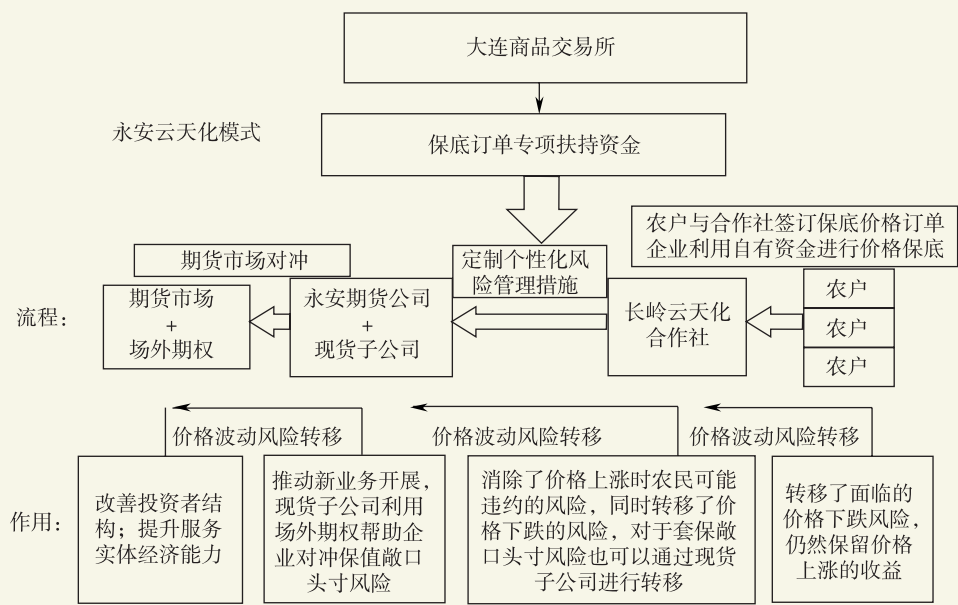 大连商品交易所
永安云天化模式
保底订单专项扶持资金
农户与合作社签订保底价格订单
企业利用自有资金进行价格保底
期货市场对冲
定制个性化风
险管理措施
流程：
期货市场
+
场外期权
永安期货公司
+
现货子公司
长岭云天化
合作社
农户
农户
农户
价格波动风险转移
价格波动风险转移
价格波动风险转移
作用：
改善投资者结
构；提升服务
实体经济能力
推动新业务开展，
现货子公司利用
场外期权帮助企
业对冲保值敞口
头寸风险
消除了价格上涨时农民可能
违约的风险，同时转移了价
格下跌的风险，对于套保敞
口头寸风险也可以通过现货
子公司进行转移
转移了面临的
价格下跌风险，
仍然保留价格
上涨的收益